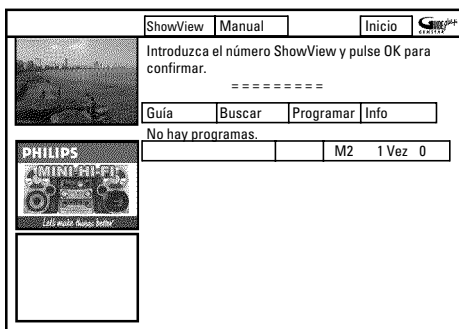 ShowView Manual Inicio GUIDE Plus+ GEMSTAR
Introduzca el número ShowView y pulse OK para
confirmar.
= = = = = = = = =
Guía Buscar Programar Info
No hay programas.
M2 1 Vez 0
PHILIPS
MINI-HI-FI
Let's make things better